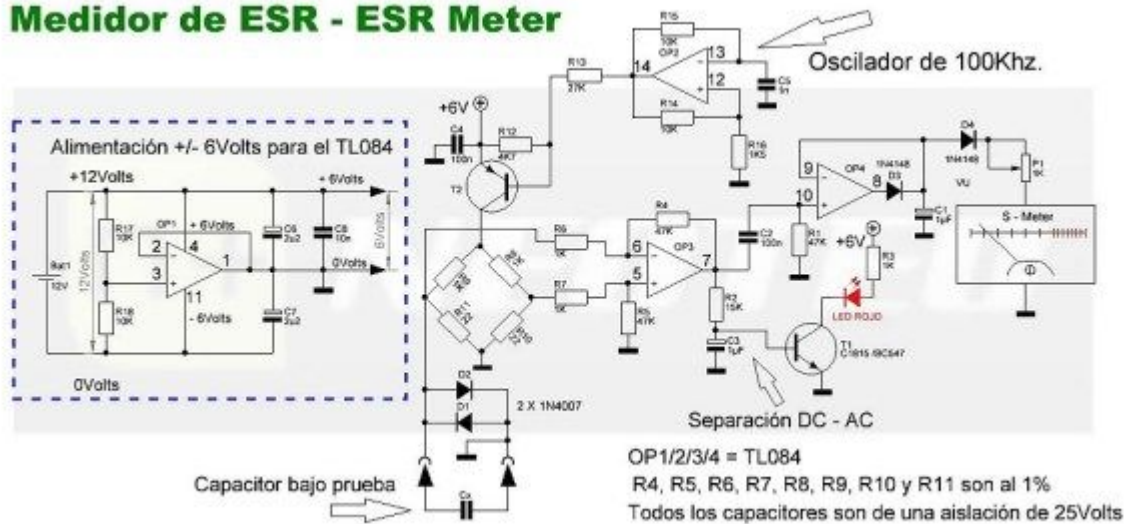 Medidor de ESR - ESR Meter
Oscilador de 100Khz.
R15
10K
OP2
13
14
12
R13
27K
C5
1n
R14
10K
R16
1K5
+6V
C4
100n
R12
4K7
T2
Alimentación +/- 6Volts para el TL084
+12Volts
+ 6Volts
R17
10K
OP1
+ 6Volts
2
4
1
3
11
C6
2u2
C8
10n
6Volts
0Volts
Bat1
12V
12Volts
R18
10K
- 6Volts
C7
2u2
0Volts
R6
1K
R7
1K
R4
47K
6
5
7
OP3
R5
47K
R10
22
C2
100n
R2
15K
C3
1µF
9
10
8
OP4
R1
47K
1N4148
D3
D4
1N4148
VU
P1
1K
C1
1µF
S - Meter
+6V
R3
1K
LED ROJO
T1
C1815 /BC547
D2
D1
2 X 1N4007
Separación DC - AC
Capacitor bajo prueba
Cx
OP1/2/3/4 = TL084
R4, R5, R6, R7, R8, R9, R10 y R11 son al 1%
Todos los capacitores son de una aislación de 25Volts